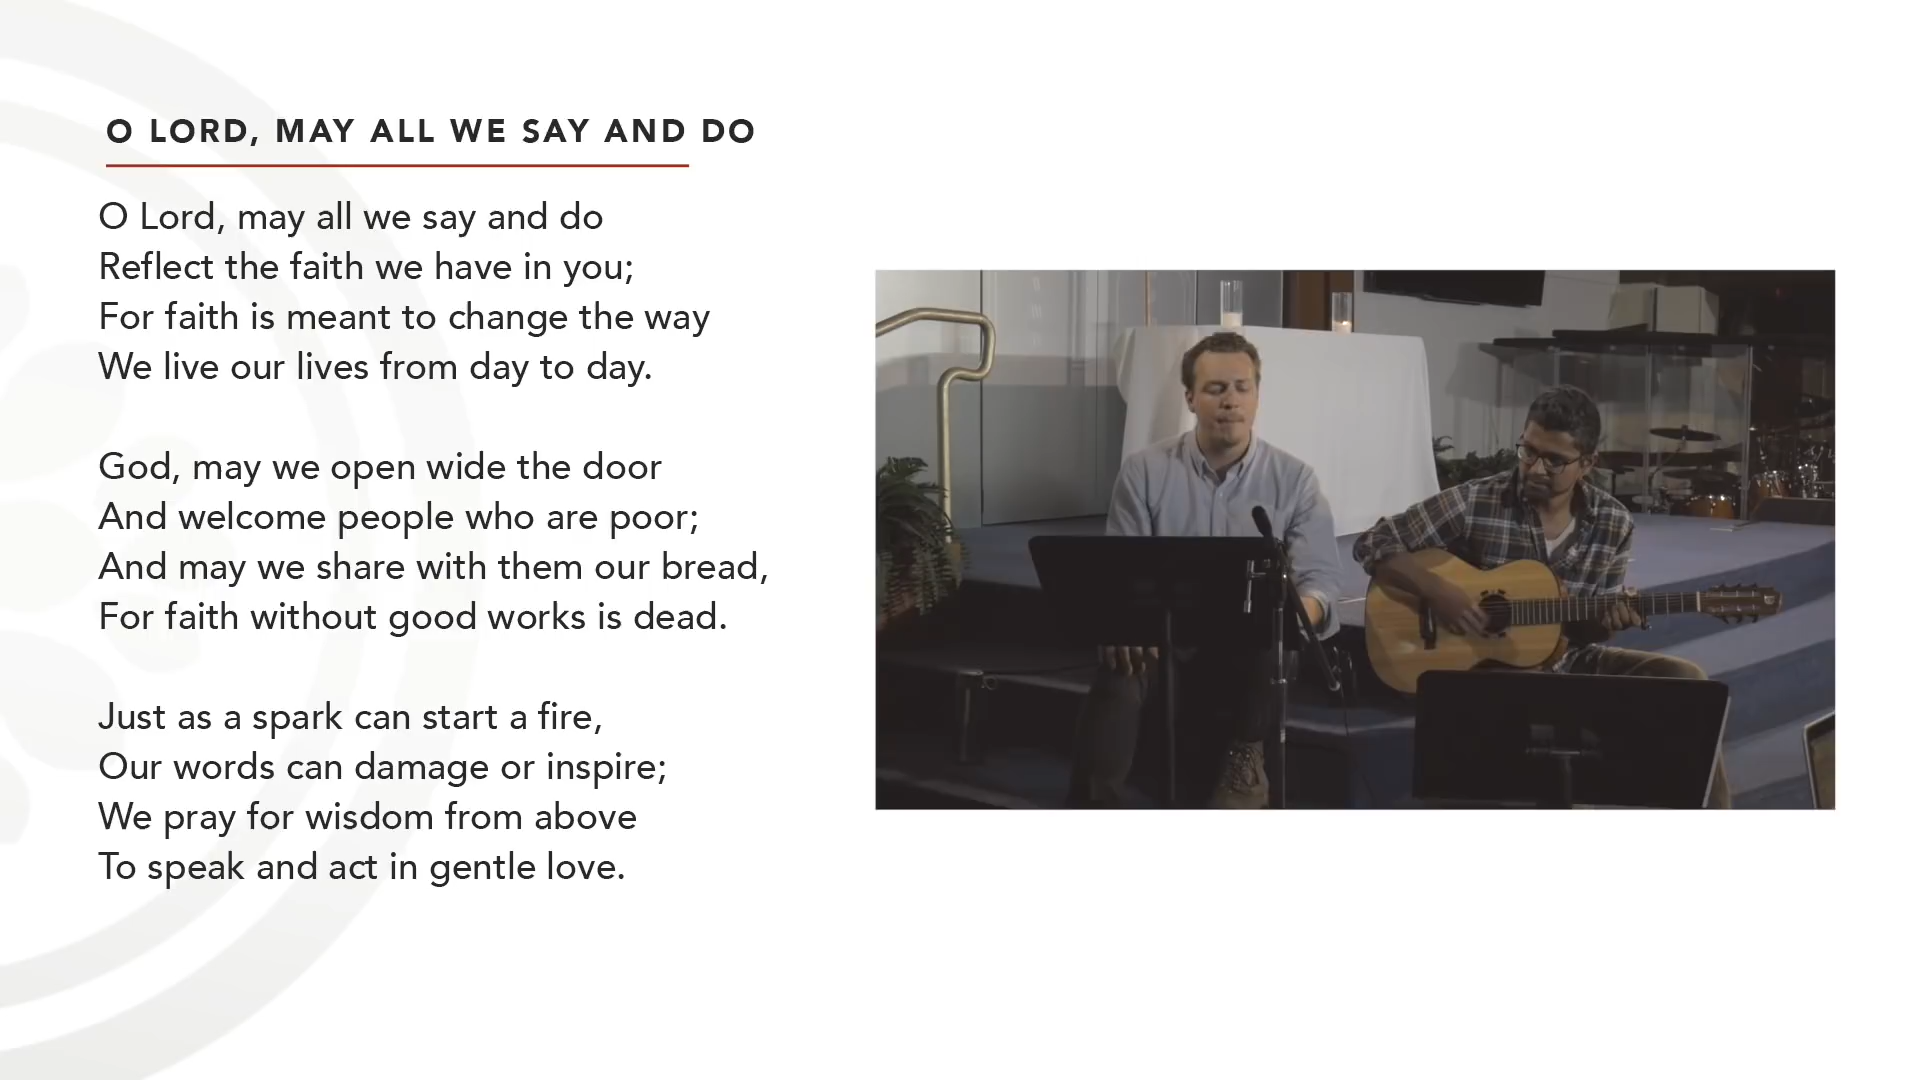 O LORD, MAY ALL WE SAY AND DO
O Lord, may all we say and do
Reflect the faith we have in you;
For faith is meant to change the way
We live our lives from day to day.
God, may we open wide the door
And welcome people who are poor;
And may we share with them our bread,
For faith without good works is dead.
Just as a spark can start a fire,
Our words can damage or inspire;
We pray for wisdom from above
To speak and act in gentle love.